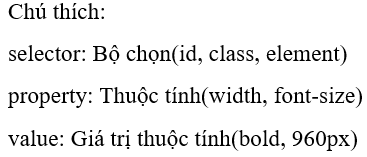 Chú thích:
selector: Bộ chọn(id, class, element)
property: Thuộc tính(width, font-size)
value: Giá trị thuộc tính(bold, 960px)